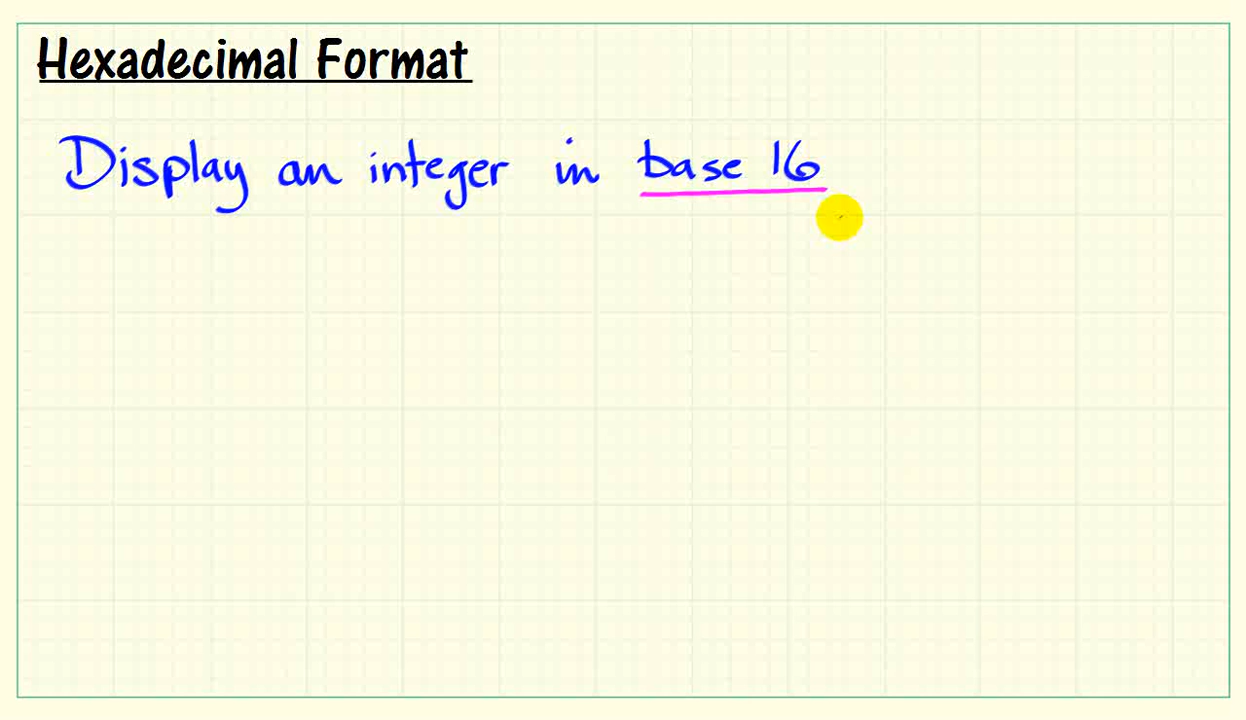 Hexadecimal Format
Display an integer in base 16